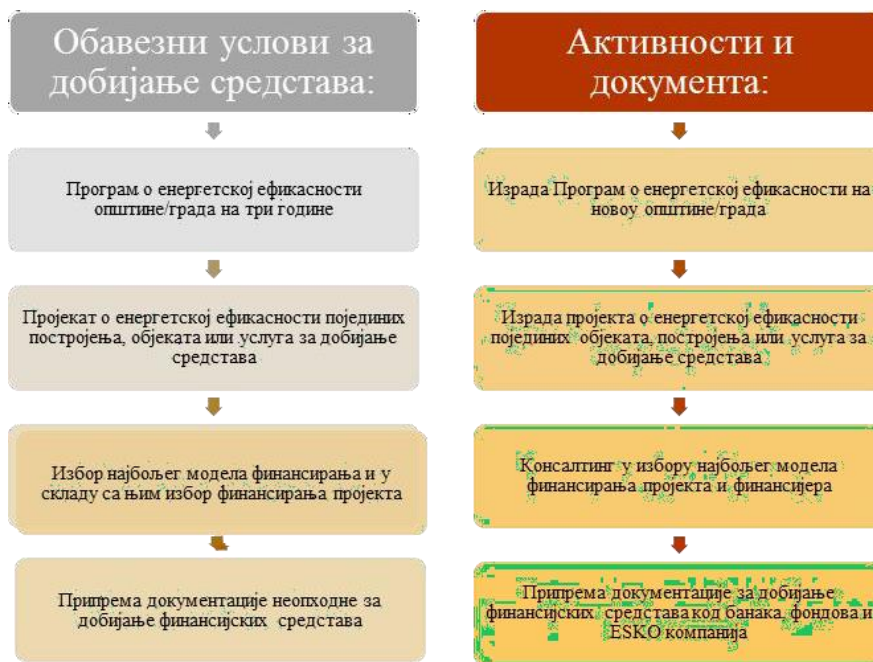 Обавезни услови за
добијање средстава:
Програм о енергетској ефикасности
општине/града на три године
Пројекат о енергетској ефикасности појединих
постројења, објеката или услуга за добијање
средстава
Избор најбољег модела финансирања и у
складу са њим избор финансирања пројекта
Припрема документације неопходне за
добијање финансијских средстава
Активности и
документа:
Израда Програм о енергетској ефикасности на
новоу општине/града
Израда пројекта о енергетској ефикасности
појединих објеката, постројења или услуга за
добијање средстава
Консалтинг у избору најбољег модела
финансирања пројекта и финансијера
Припрема документације за добијање
финансијских средстава код банака, фондова и
ESKO компанија